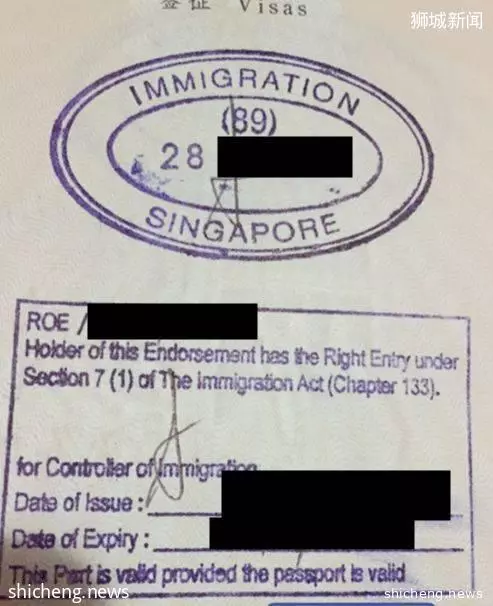 签证 Visas
狮城新闻
IMMIGRATION
(89)
28
SINGAPORE
ROE /
Holder of this Endorsement has the Right Entry under
Section 7 (1) of The Immigration Act (Chapter 133).
for Controller of Immigration
Date of Issue :
Date of Expiry :
This Part is valid provided the passport is valid
shicheng.news
shicheng.news